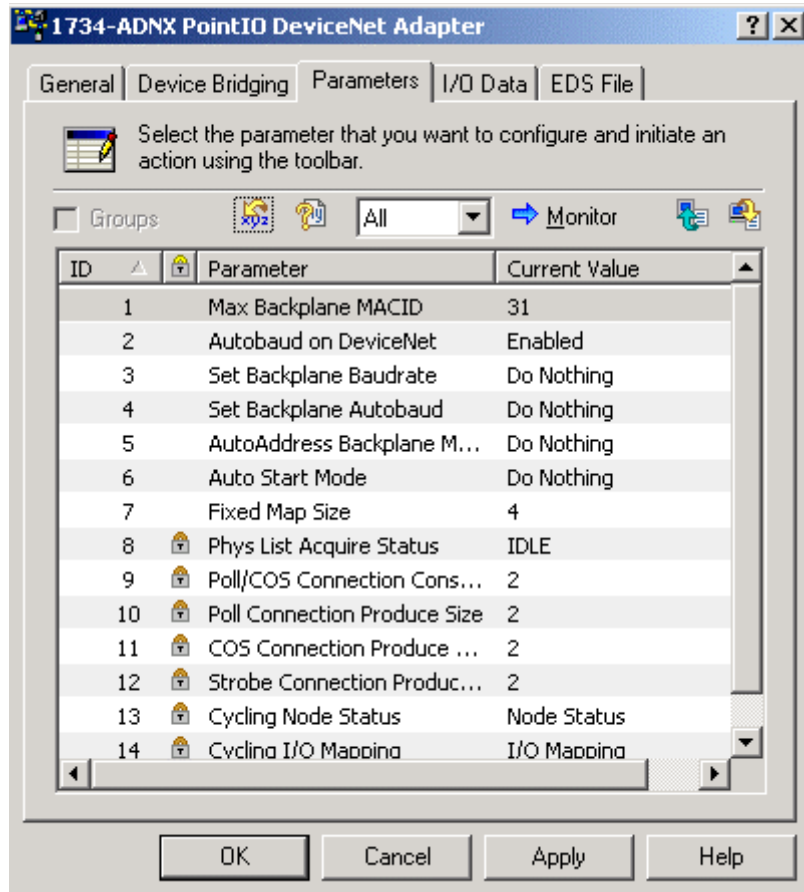 1734-ADNX PointIO DeviceNet Adapter
General Device Bridging Parameters I/O Data EDS File
Select the parameter that you want to configure and initiate an
action using the toolbar.
Groups xyz All Monitor
ID Parameter Current Value
1 Max Backplane MACID 31
2 Autobaud on DeviceNet Enabled
3 Set Backplane Baudrate Do Nothing
4 Set Backplane Autobaud Do Nothing
5 AutoAddress Backplane M... Do Nothing
6 Auto Start Mode Do Nothing
7 Fixed Map Size 4
8 Phys List Acquire Status IDLE
9 Poll/COS Connection Cons... 2
10 Poll Connection Produce Size 2
11 COS Connection Produce ... 2
12 Strobe Connection Produc... 2
13 Cycling Node Status Node Status
14 Cycling I/O Mapping I/O Mapping
OK Cancel Apply Help